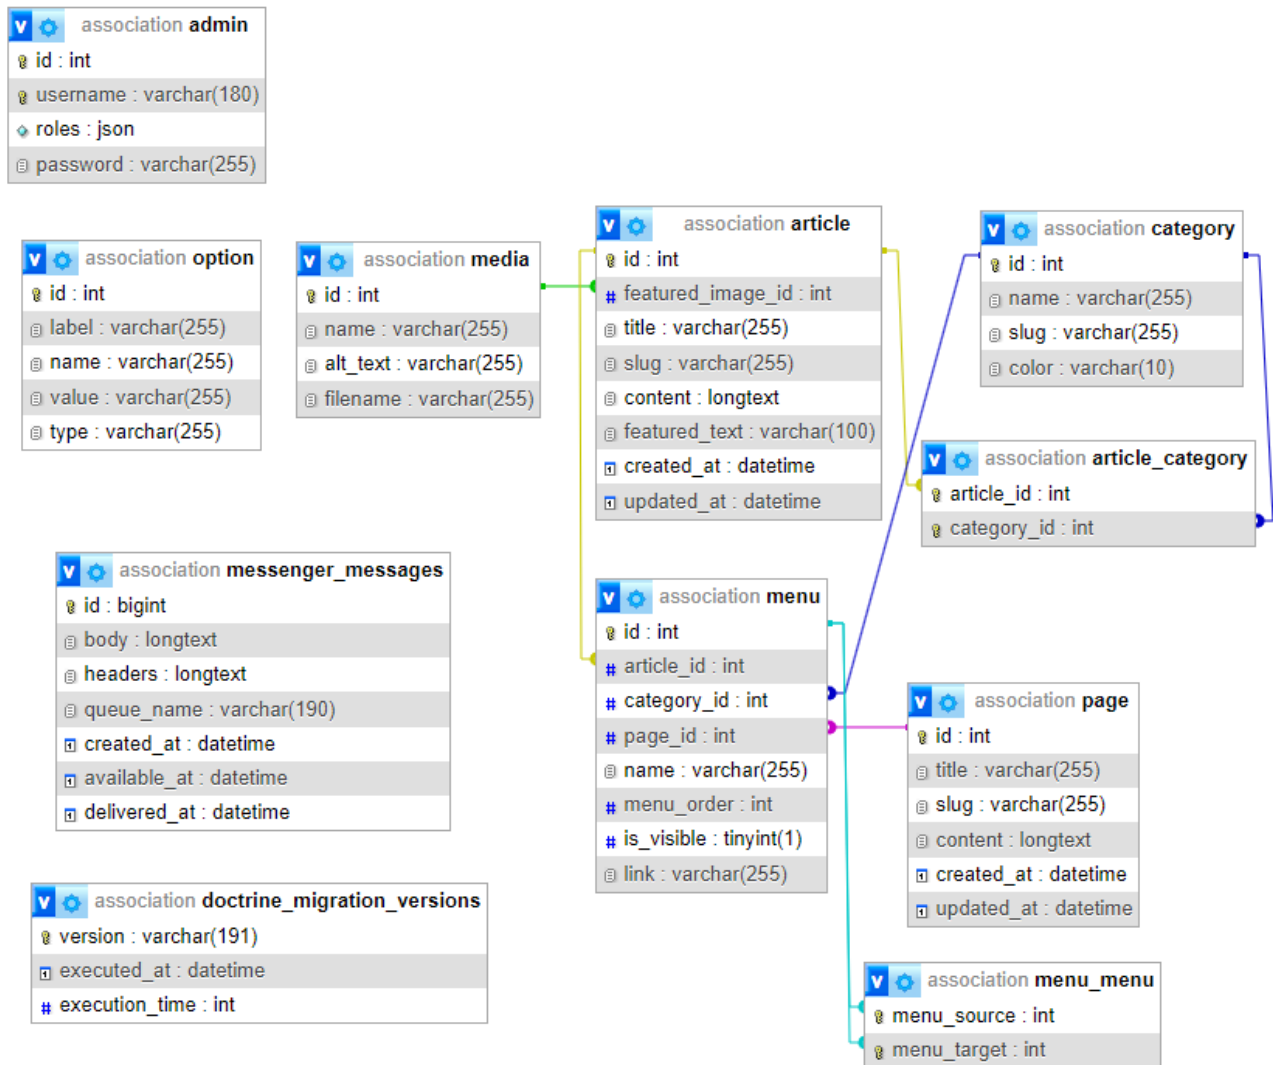 association admin
id : int
username : varchar(180)
roles : json
password : varchar(255)
association option
id : int
label : varchar(255)
name : varchar(255)
value : varchar(255)
type : varchar(255)
association media
id : int
name : varchar(255)
alt_text : varchar(255)
filename : varchar(255)
association article
id : int
featured_image_id : int
title : varchar(255)
slug : varchar(255)
content : longtext
featured_text : varchar(100)
created_at : datetime
updated_at : datetime
association category
id : int
name : varchar(255)
slug : varchar(255)
color : varchar(10)
association article_category
article_id : int
category_id : int
association messenger_messages
id : bigint
body : longtext
headers : longtext
queue_name : varchar(190)
created_at : datetime
available_at : datetime
delivered_at : datetime
association menu
id : int
article_id : int
category_id : int
page_id : int
name : varchar(255)
menu_order : int
is_visible : tinyint(1)
link : varchar(255)
association page
id : int
title : varchar(255)
slug : varchar(255)
content : longtext
created_at : datetime
updated_at : datetime
association doctrine_migration_versions
version : varchar(191)
executed_at : datetime
execution_time : int
association menu_menu
menu_source : int
menu_target : int